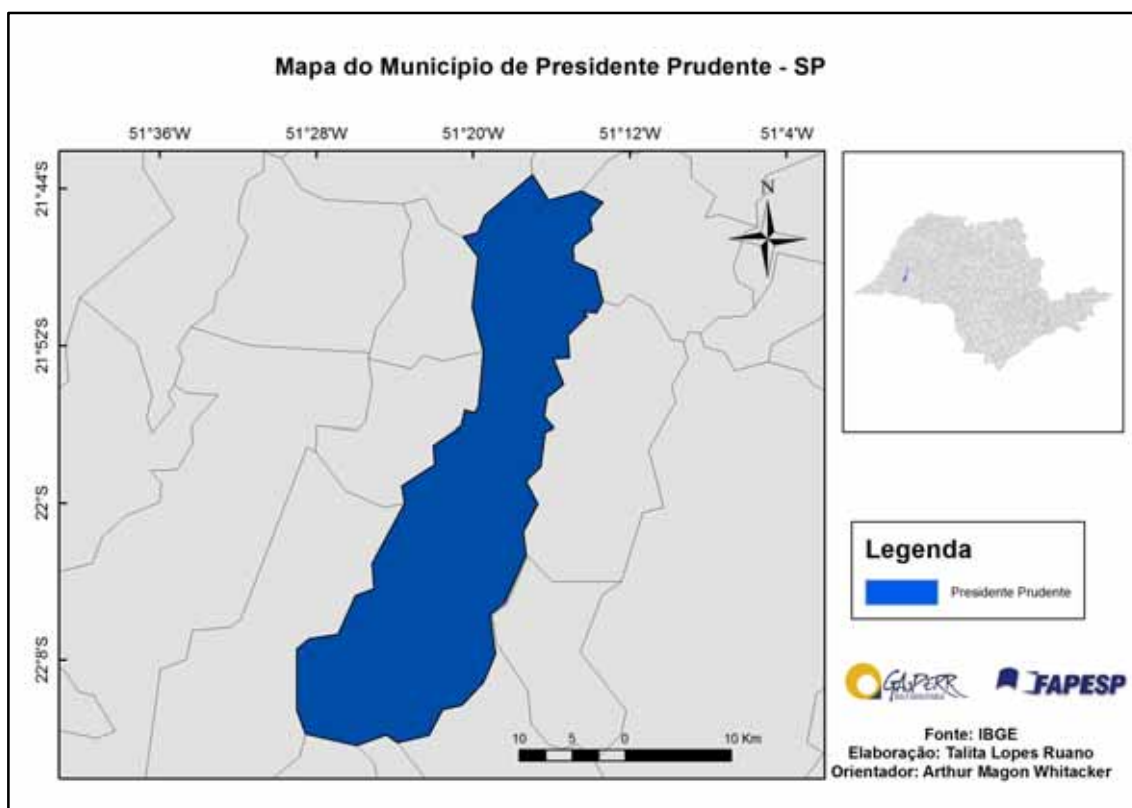 Mapa do Município de Presidente Prudente - SP
51°36'W 51°28'W 51°20'W 51°12'W 51°4'W
21°44'S
21°52'S
22°S
22°8'S
N
10 5 0 10 Km
Legenda
Presidente Prudente
GAsPERR
FAPESP
Fonte: IBGE
Elaboração: Talita Lopes Ruano
Orientador: Arthur Magon Whitacker